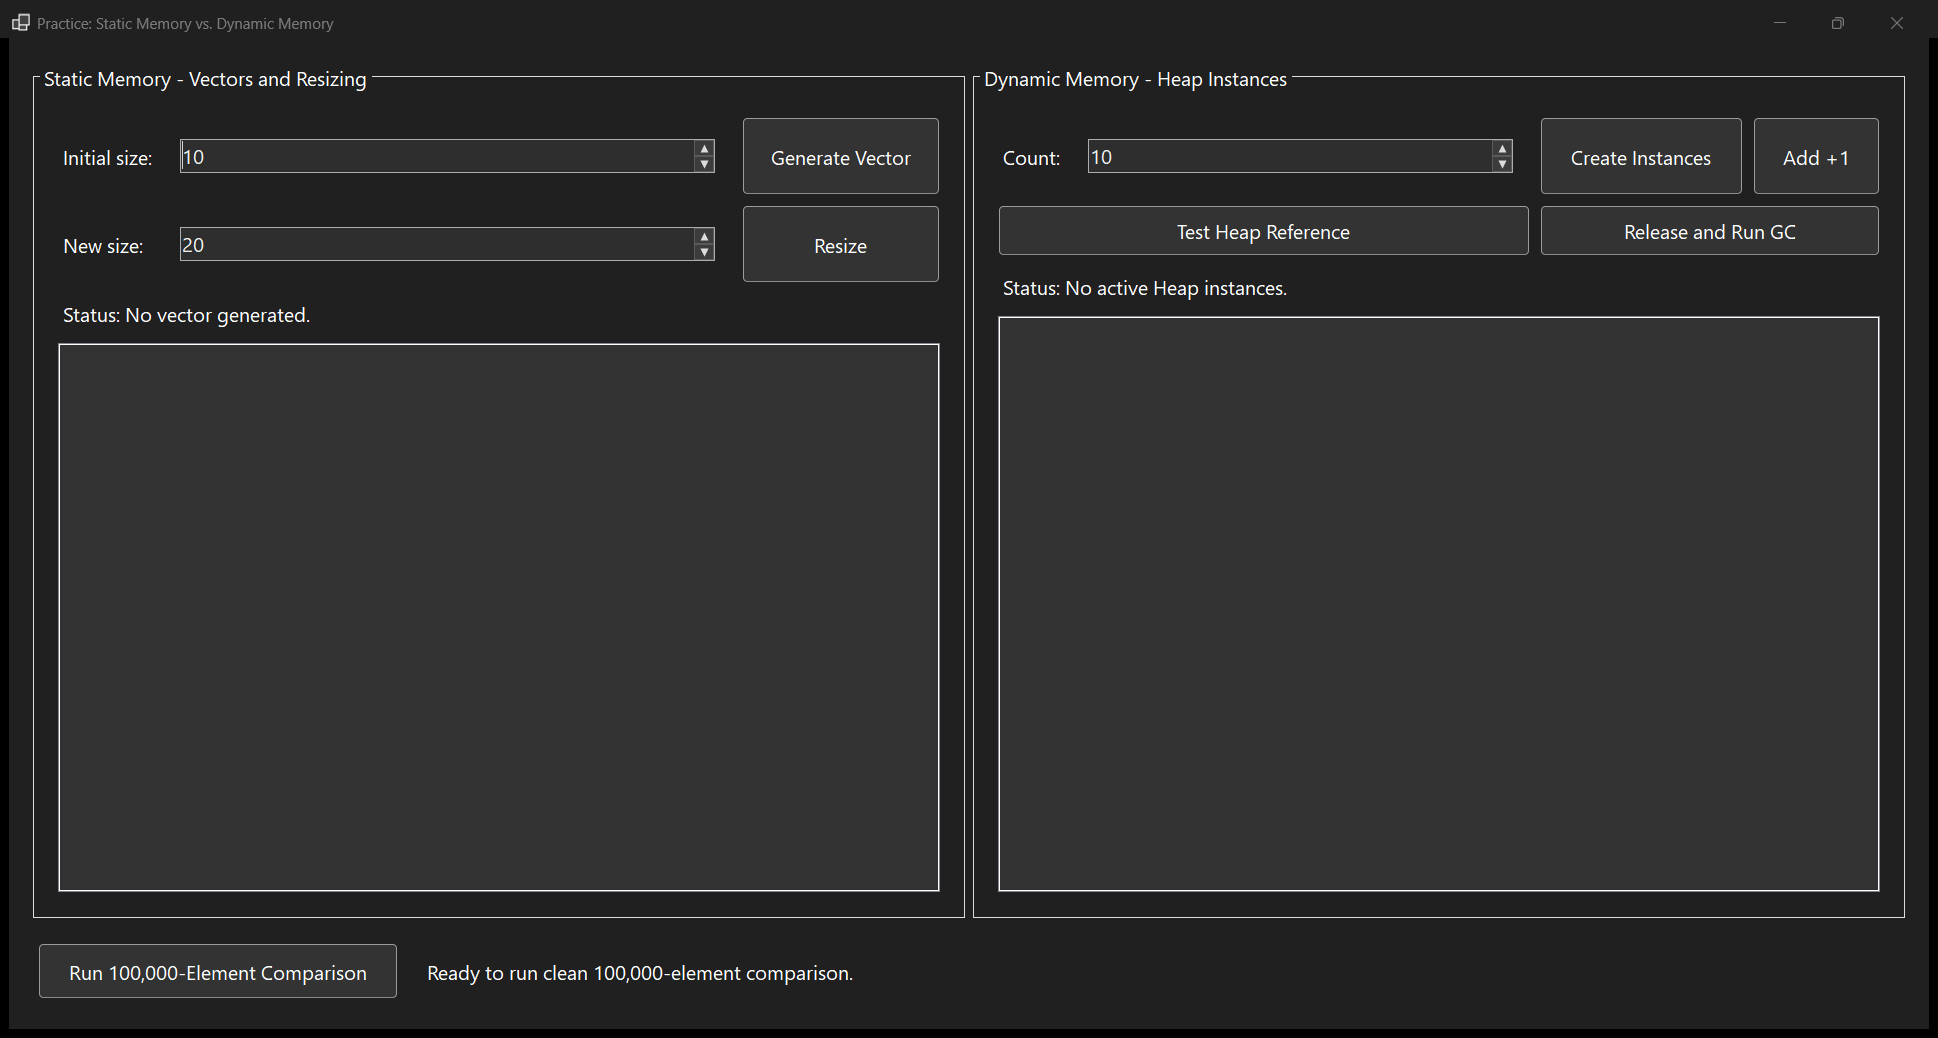 Practice: Static Memory vs. Dynamic Memory
Static Memory - Vectors and Resizing
Initial size:
10
Generate Vector
New size:
20
Resize
Status: No vector generated.
Dynamic Memory - Heap Instances
Count:
10
Create Instances
Add +1
Test Heap Reference
Release and Run GC
Status: No active Heap instances.
Run 100,000-Element Comparison
Ready to run clean 100,000-element comparison.